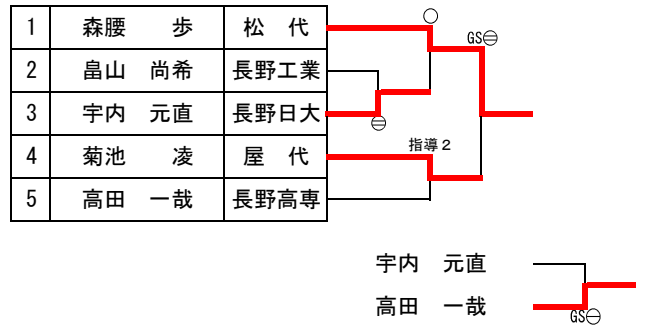 1 森腰 歩 松 代
2 畠山 尚希 長野工業
3 宇内 元直 長野日大
4 菊池 凌 屋 代
5 高田 一哉 長野高専
GS
指導2
宇内 元直
高田 一哉
GS